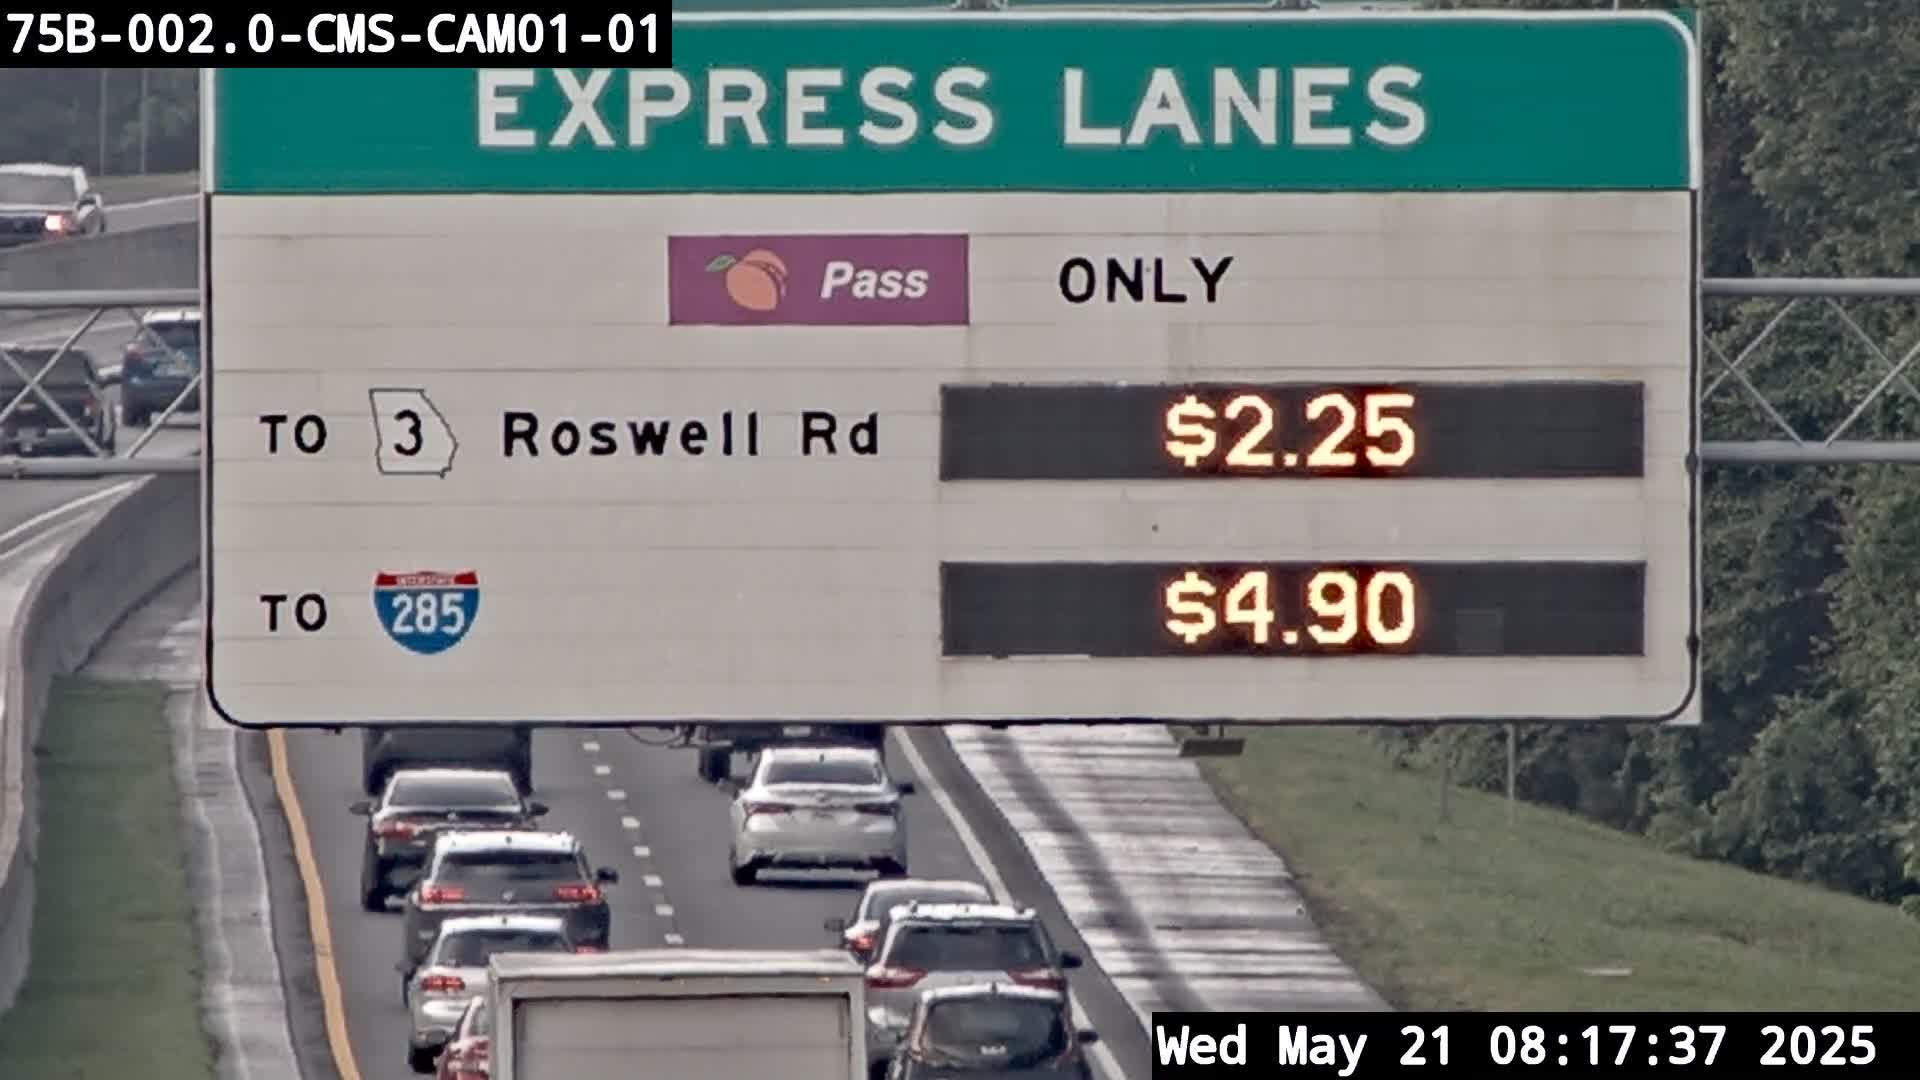 75B-002.0-CMS-CAM01-01
EXPRESS LANES
Pass ONLY
TO 3 Roswell Rd $2.25
INTERSTATE
TO 285 $4.90
Wed May 21 08:17:37 2025